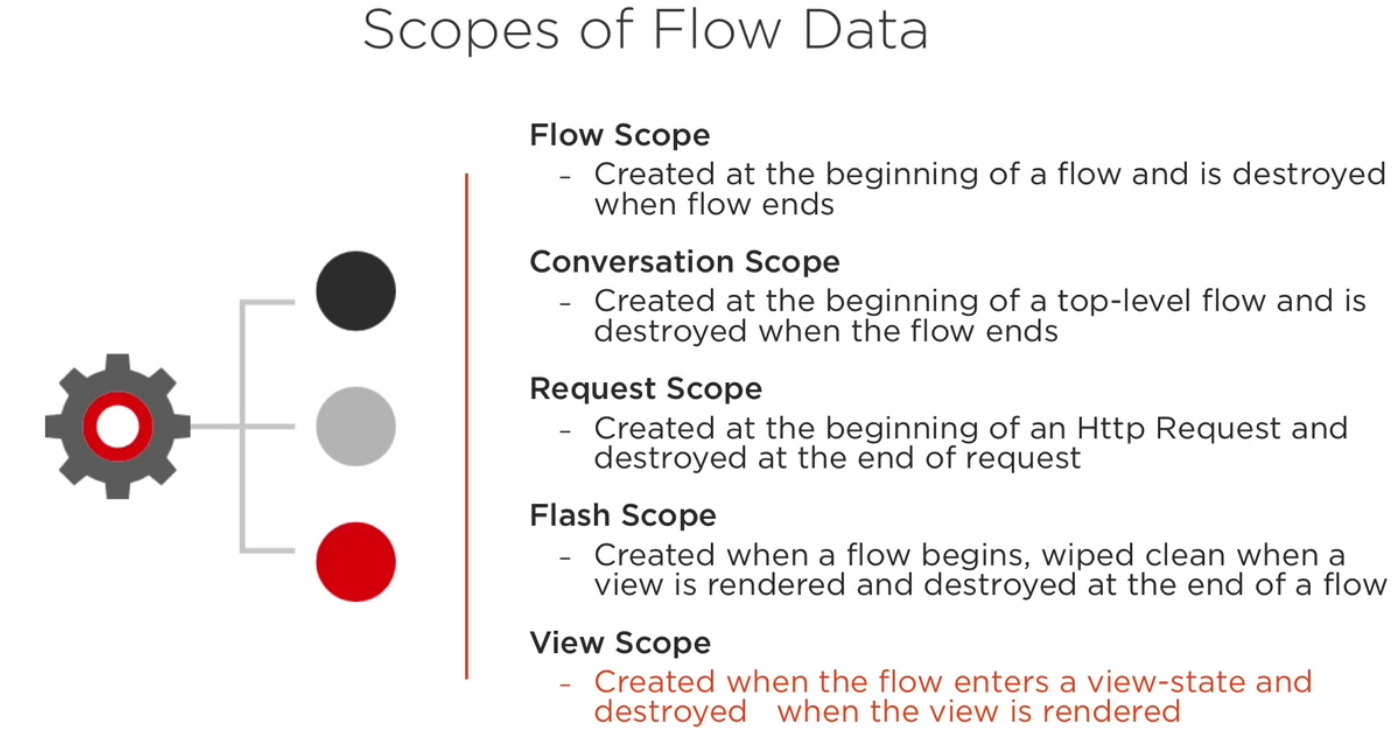 Scopes of Flow Data
Flow Scope
– Created at the beginning of a flow and is destroyed
when flow ends
Conversation Scope
– Created at the beginning of a top-level flow and is
destroyed when the flow ends
Request Scope
– Created at the beginning of an Http Request and
destroyed at the end of request
Flash Scope
– Created when a flow begins, wiped clean when a
view is rendered and destroyed at the end of a flow
View Scope
– Created when the flow enters a view-state and
destroyed when the view is rendered